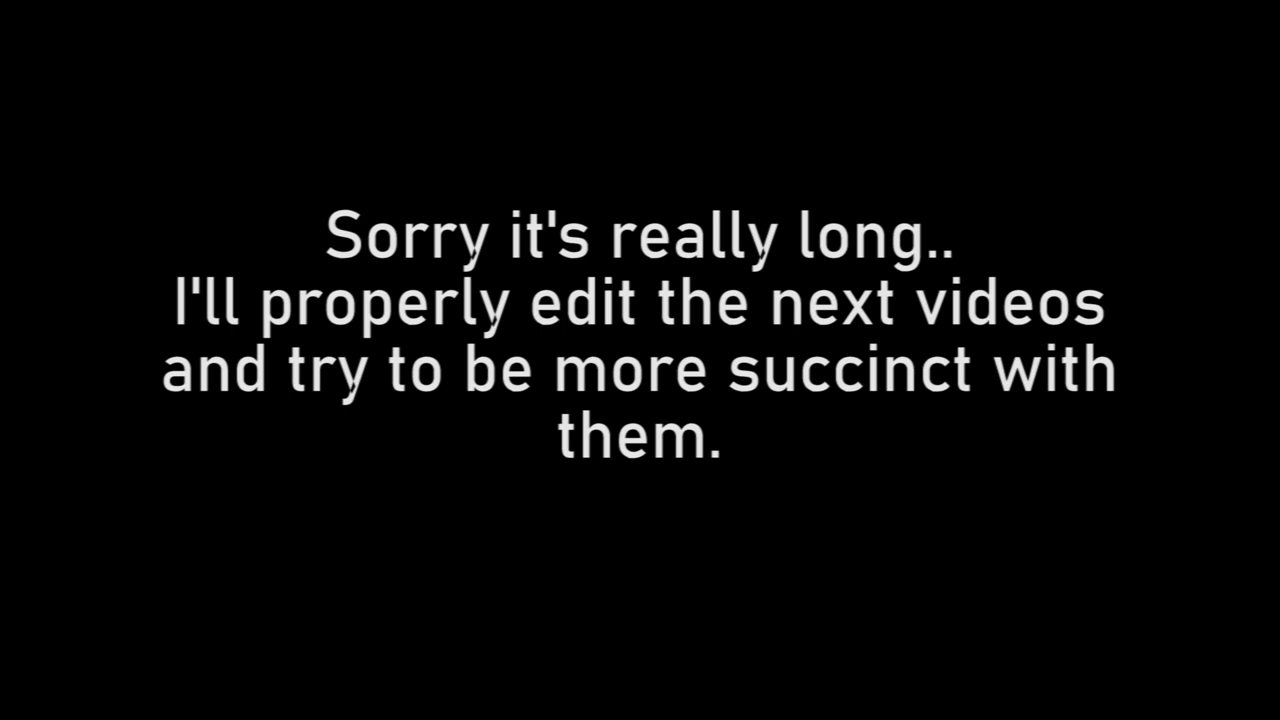 Sorry it's really long..
I'll properly edit the next videos
and try to be more succinct with
them.